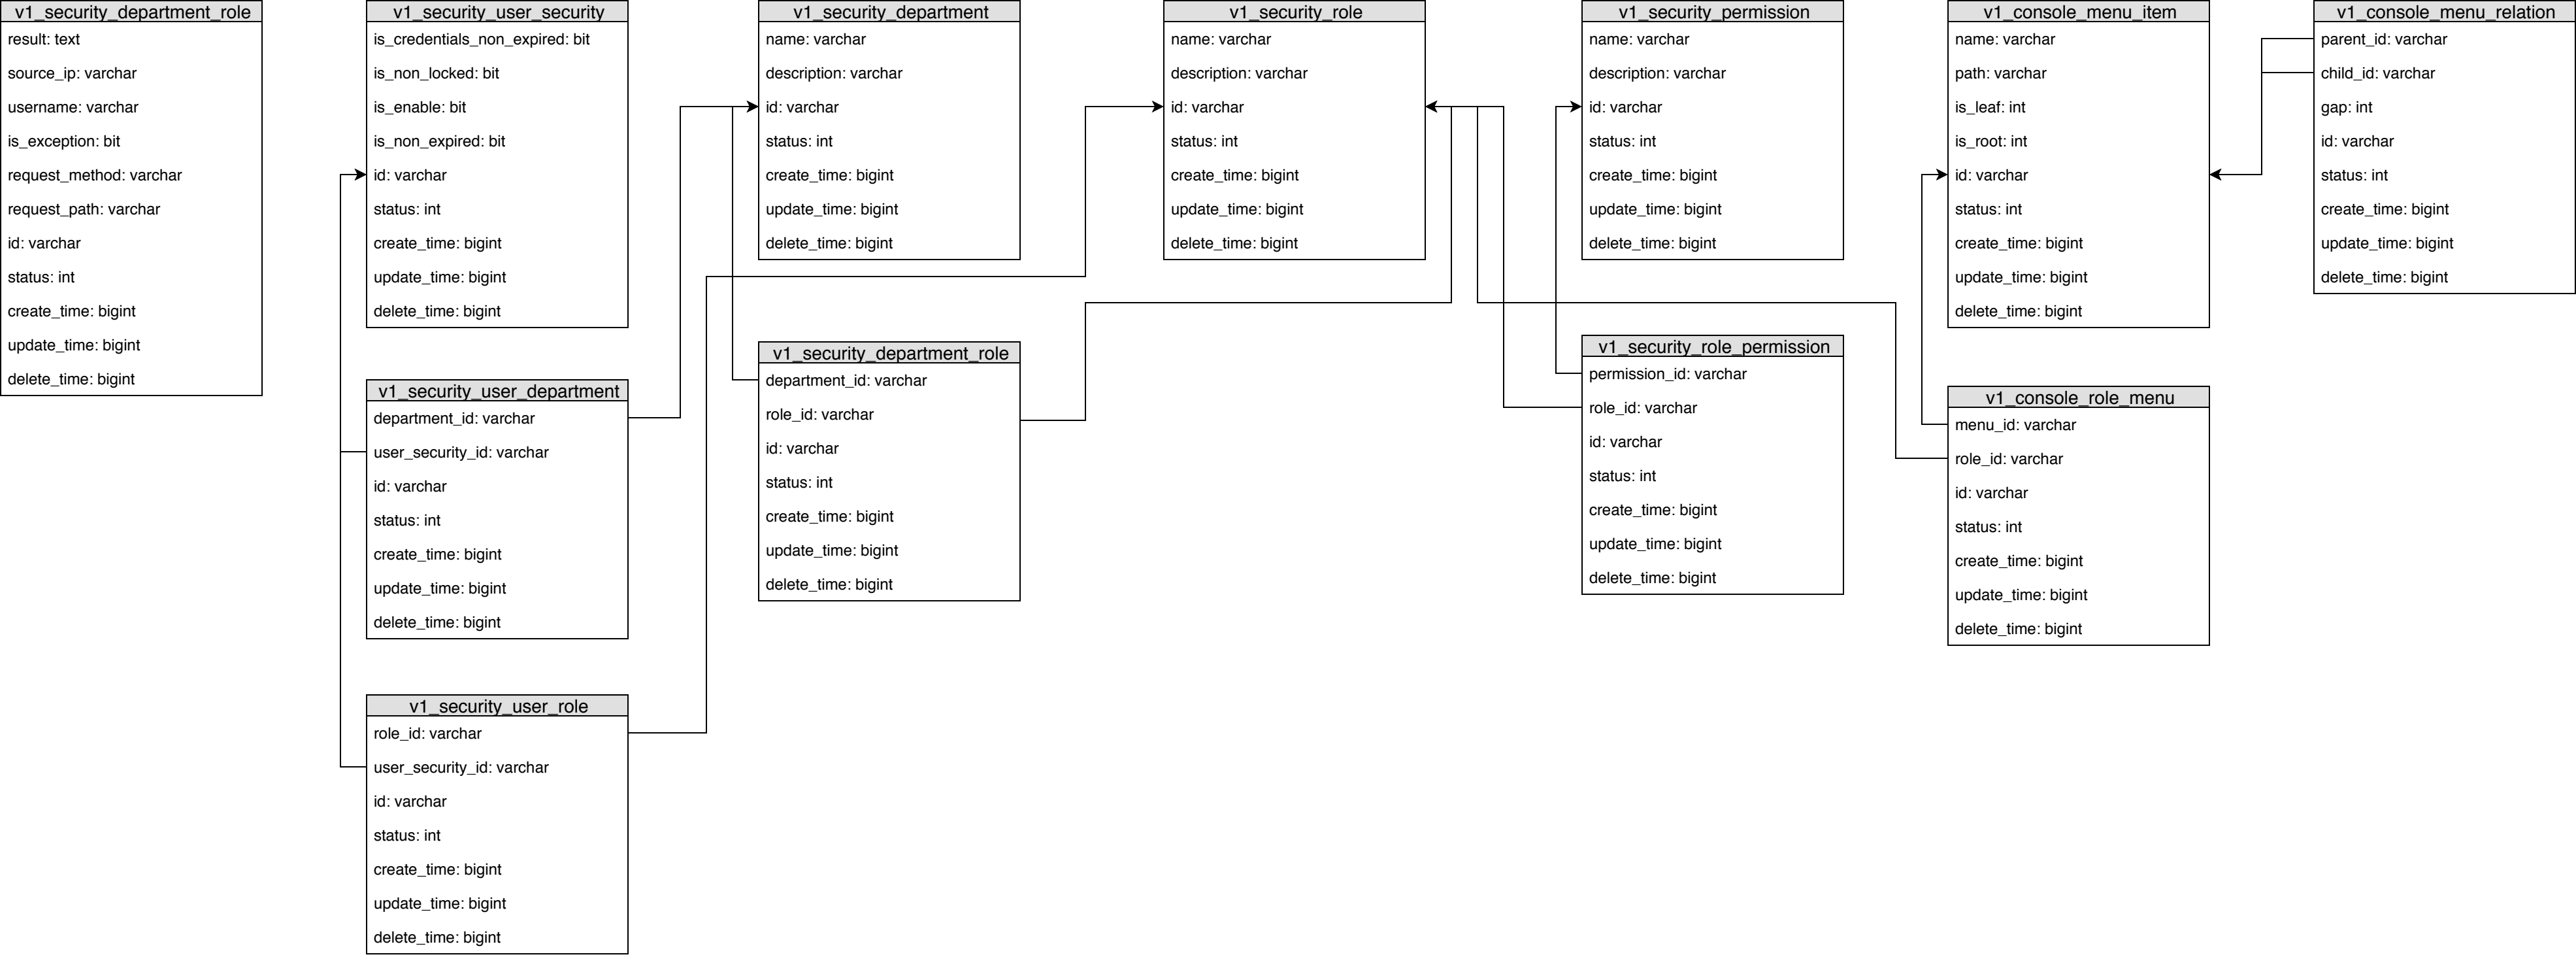 v1_security_department_role
result: text
source_ip: varchar
username: varchar
is_exception: bit
request_method: varchar
request_path: varchar
id: varchar
status: int
create_time: bigint
update_time: bigint
delete_time: bigint
v1_security_user_security
is_credentials_non_expired: bit
is_non_locked: bit
is_enable: bit
is_non_expired: bit
id: varchar
status: int
create_time: bigint
update_time: bigint
delete_time: bigint
v1_security_user_department
department_id: varchar
user_security_id: varchar
id: varchar
status: int
create_time: bigint
update_time: bigint
delete_time: bigint
v1_security_user_role
role_id: varchar
user_security_id: varchar
id: varchar
status: int
create_time: bigint
update_time: bigint
delete_time: bigint
v1_security_department
name: varchar
description: varchar
id: varchar
status: int
create_time: bigint
update_time: bigint
delete_time: bigint
v1_security_department_role
department_id: varchar
role_id: varchar
id: varchar
status: int
create_time: bigint
update_time: bigint
delete_time: bigint
v1_security_role
name: varchar
description: varchar
id: varchar
status: int
create_time: bigint
update_time: bigint
delete_time: bigint
v1_security_permission
name: varchar
description: varchar
id: varchar
status: int
create_time: bigint
update_time: bigint
delete_time: bigint
v1_security_role_permission
permission_id: varchar
role_id: varchar
id: varchar
status: int
create_time: bigint
update_time: bigint
delete_time: bigint
v1_console_menu_item
name: varchar
path: varchar
is_leaf: int
is_root: int
id: varchar
status: int
create_time: bigint
update_time: bigint
delete_time: bigint
v1_console_role_menu
menu_id: varchar
role_id: varchar
id: varchar
status: int
create_time: bigint
update_time: bigint
delete_time: bigint
v1_console_menu_relation
parent_id: varchar
child_id: varchar
gap: int
id: varchar
status: int
create_time: bigint
update_time: bigint
delete_time: bigint